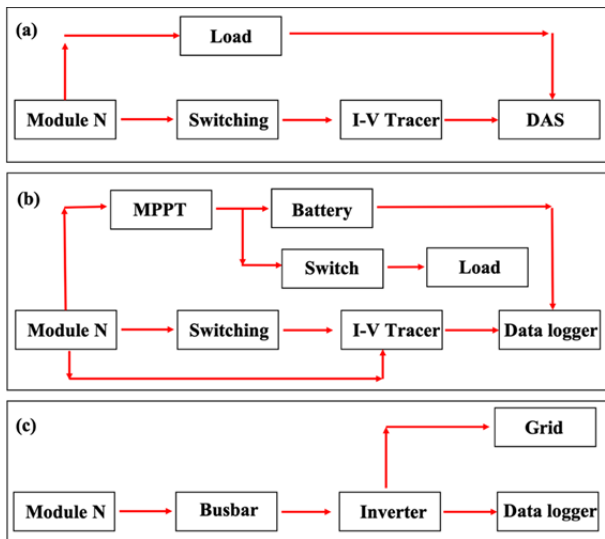 (a)
Load
Module N
Switching
I-V Tracer
DAS
(b)
MPPT
Battery
Switch
Load
Module N
Switching
I-V Tracer
Data logger
(c)
Grid
Module N
Busbar
Inverter
Data logger